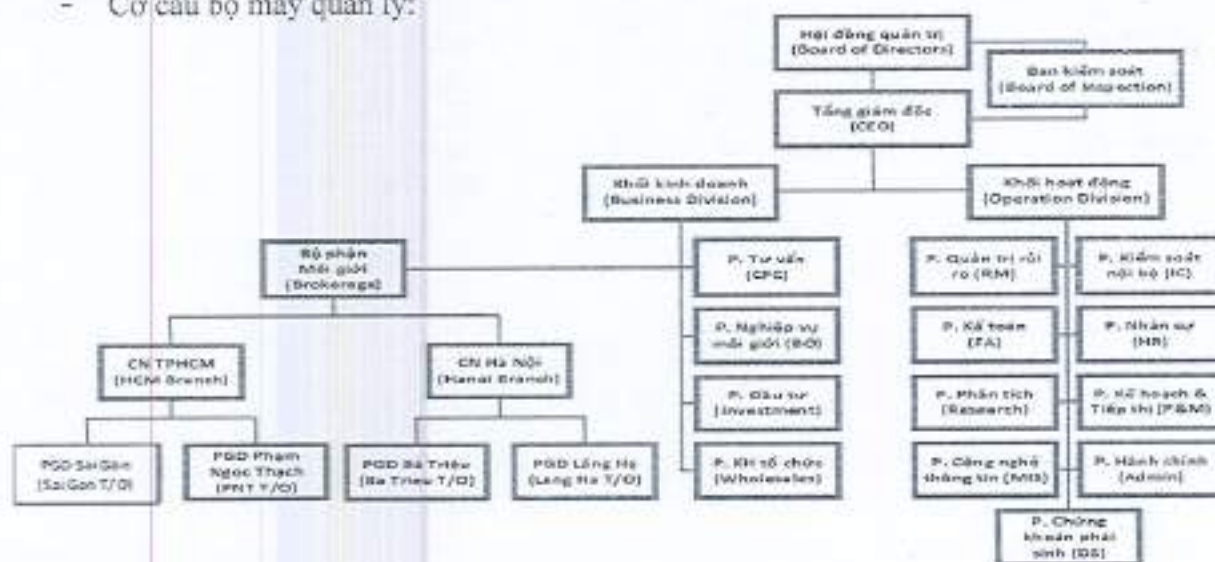 - Cơ cấu bộ máy quản lý:
Hội đồng quản trị
(Board of Directors)
Ban kiểm soát
(Board of Inspection)
Tổng giám đốc
(CEO)
Khối kinh doanh
(Business Division)
Khối hoạt động
(Operation Division)
Bộ phận
Môi giới
(Brokerage)
P. Tư vấn
P. Quản trị rủi
ro (RM)
P. Kiểm soát
nội bộ (IC)
CN TPHCM
(HCM Branch)
CN Hà Nội
(Hanoi Branch)
P. Nghiệp vụ
môi giới (BO)
P. Kế toán
(FA)
P. Nhân sự
(HR)
P. Đầu tư
(Investment)
P. Phân tích
(Research)
P. Kế hoạch &
Tiếp thị (P&M)
PGD Sài Gòn
(Sai Gon T/O)
PGD Phạm
Ngọc Thạch
(PNT T/O)
PGD Bà Triệu
(Ba Trieu T/O)
PGD Láng Hạ
(Lang Ha T/O)
P. KH tổ chức
(Wholesales)
P. Công nghệ
thông tin (MIS)
P. Hành chính
(Admin)
P. Chứng
khoán phái
sinh (DS)